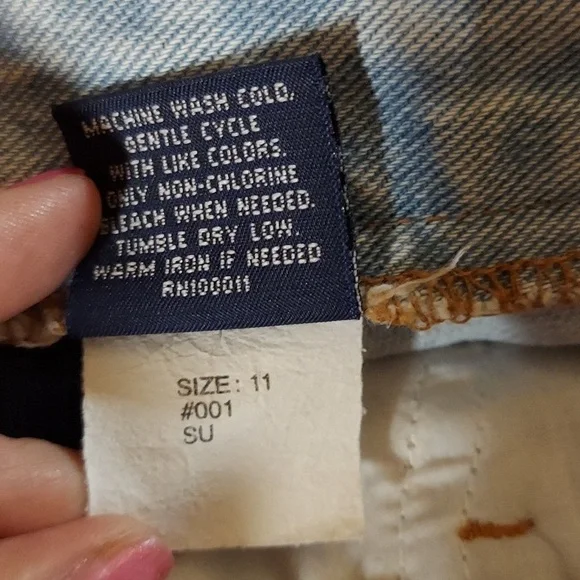 MACHINE WASH COLD,
GENTLE CYCLE
WITH LIKE COLORS.
ONLY NON-CHLORINE
BLEACH WHEN NEEDED.
TUMBLE DRY LOW.
WARM IRON IF NEEDED
RN100011
SIZE: 11
#001
SU